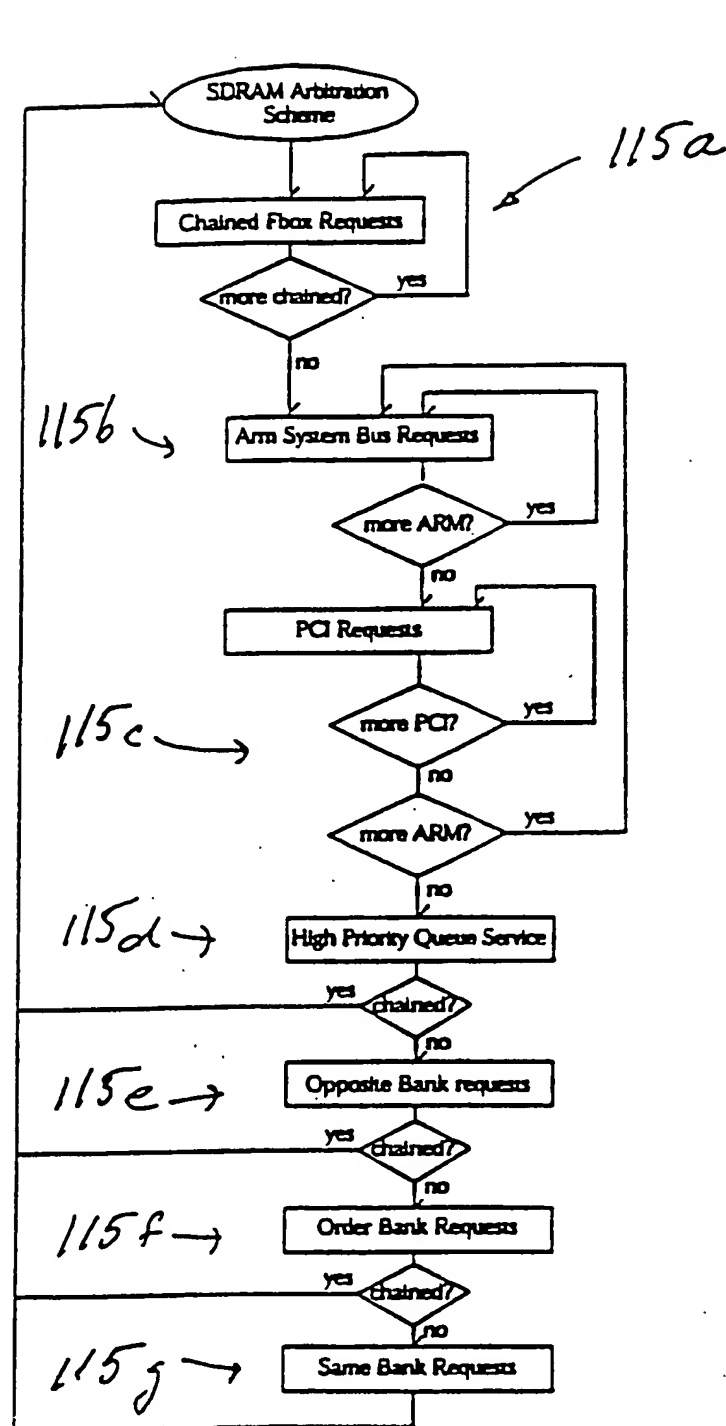 SDRAM Arbitration
Scheme
115a
Chained Fbox Requests
yes
more chained?
no
115b
Arm System Bus Requests
yes
more ARM?
no
PCI Requests
115c
yes
more PCI?
no
yes
more ARM?
no
115d
High Priority Queue Service
yes
chained?
no
115e
Opposite Bank requests
yes
chained?
no
115f
Order Bank Requests
yes
chained?
no
115g
Same Bank Requests